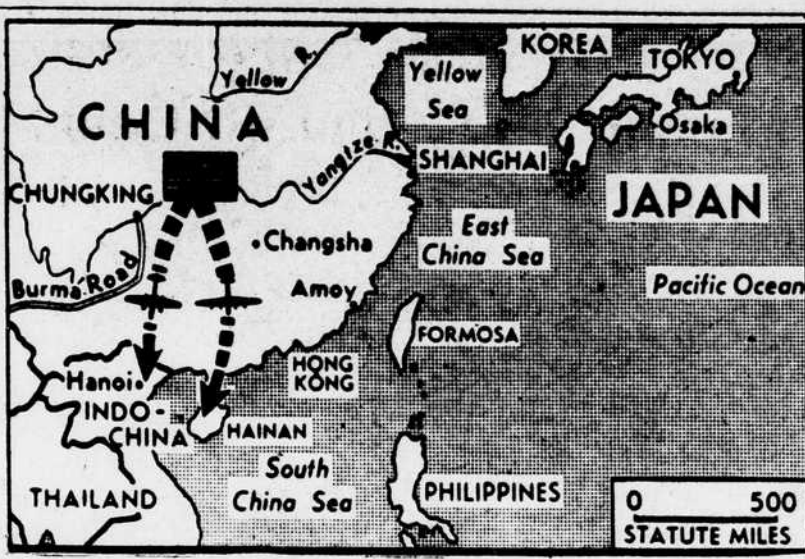 KOREA
TOKYO
Yellow R.
Yellow
Sea
CHINA
Osaka
Yangtze R.
SHANGHAI
CHUNGKING
JAPAN
Changsha
East
China Sea
Burma Road
Amoy
Pacific Ocean
FORMOSA
HONG
KONG
Hanoi
INDO-
CHINA
HAINAN
South
China Sea
THAILAND
PHILIPPINES
0 500
STATUTE MILES